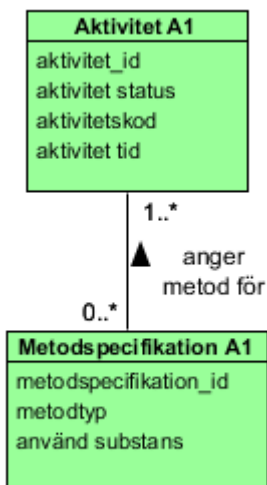 Aktivitet A1
aktivitet_id
aktivitet status
aktivitetskod
aktivitet tid
1..*
anger
metod för
0..*
Metodspecifikation A1
metodspecifikation_id
metodtyp
använd substans